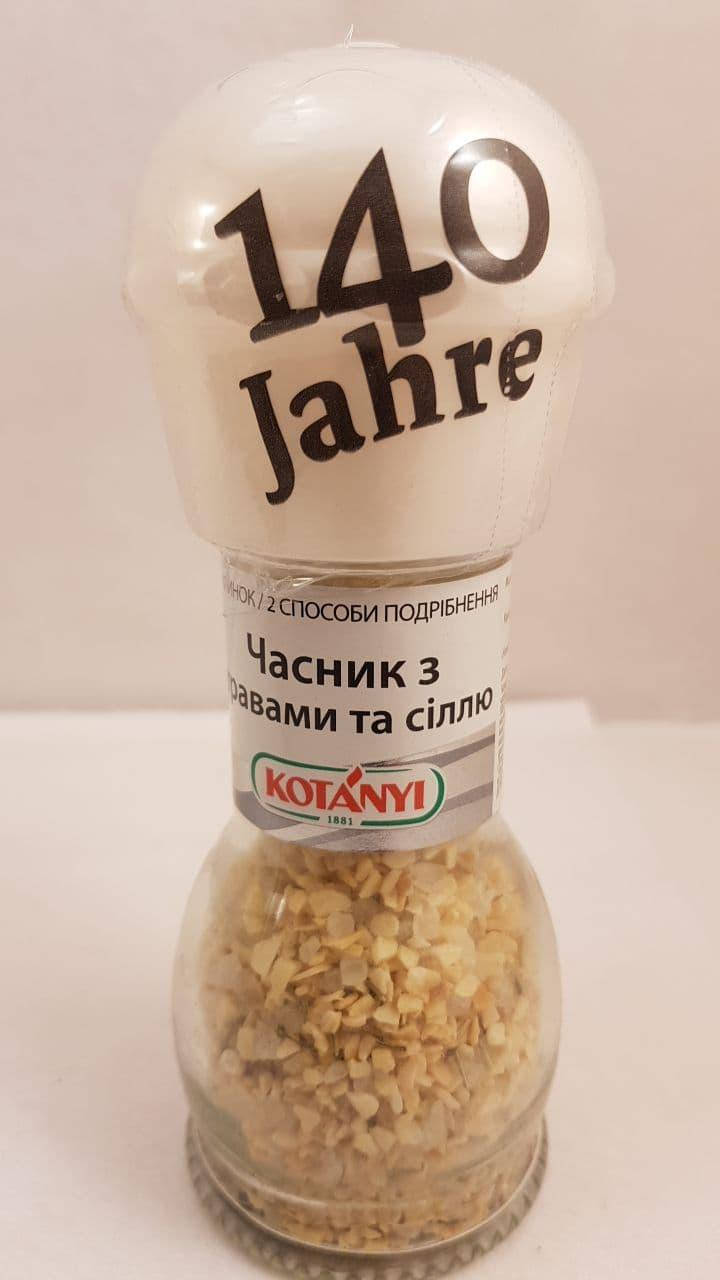 140
Jahre
2 СПОСОБИ ПОДРІБНЕННЯ
Часник з
та сіллю
KOTÁNYI
1881